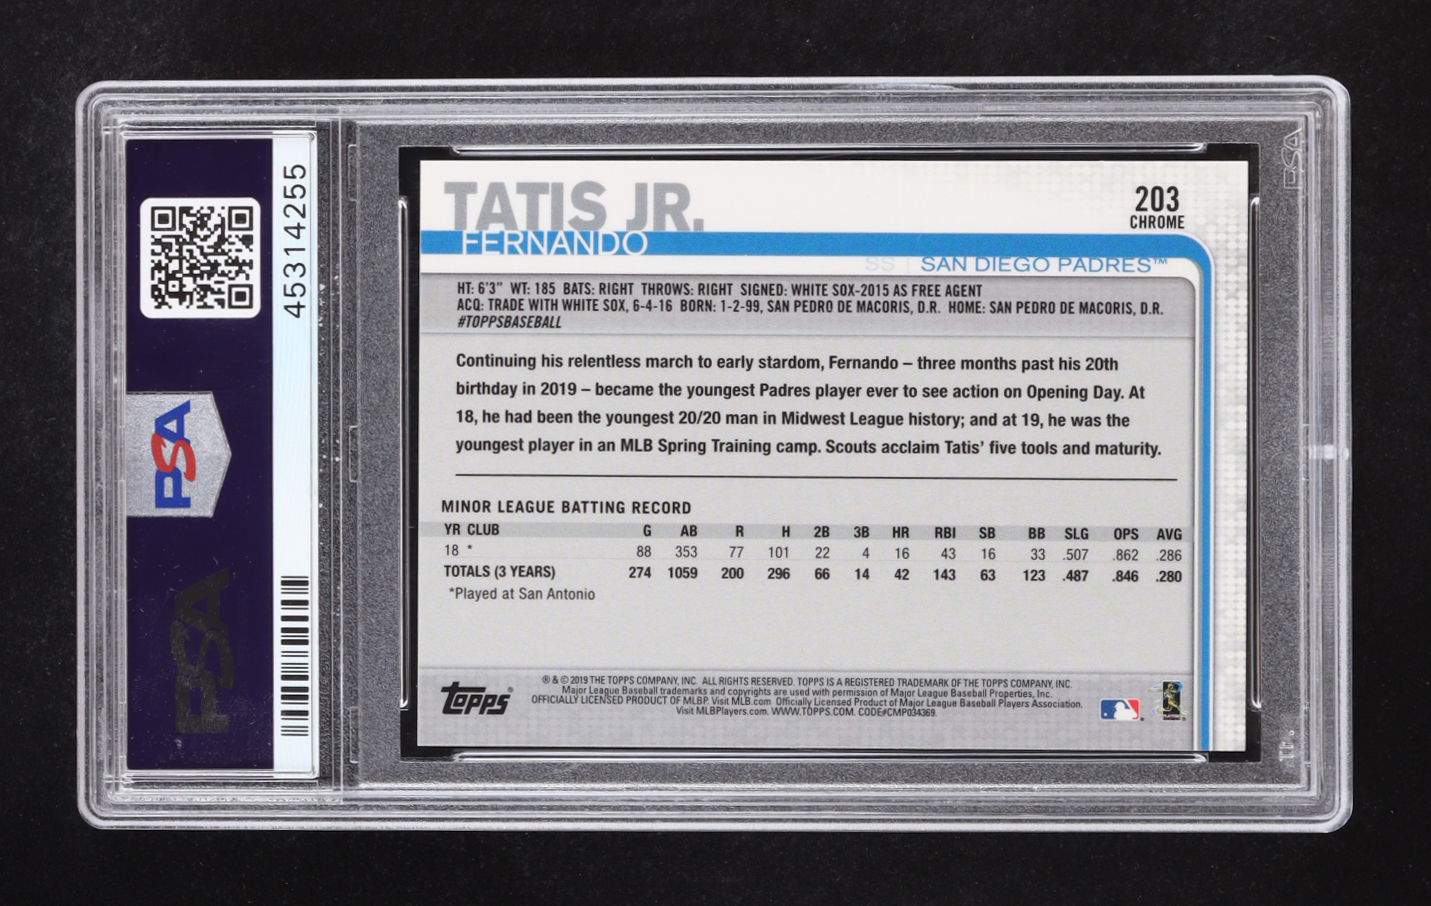 45314255
PSA
PSA
PSA
TATIS JR.
FERNANDO
203
CHROME
SS | SAN DIEGO PADRES™
HT: 6'3" WT: 185 BATS: RIGHT THROWS: RIGHT SIGNED: WHITE SOX-2015 AS FREE AGENT
ACQ: TRADE WITH WHITE SOX, 6-4-16 BORN: 1-2-99, SAN PEDRO DE MACORIS, D.R. HOME: SAN PEDRO DE MACORIS, D.R.
#TOPPSBASEBALL
Continuing his relentless march to early stardom, Fernando – three months past his 20th
birthday in 2019 – became the youngest Padres player ever to see action on Opening Day. At
18, he had been the youngest 20/20 man in Midwest League history; and at 19, he was the
youngest player in an MLB Spring Training camp. Scouts acclaim Tatis' five tools and maturity.
MINOR LEAGUE BATTING RECORD
YR CLUB G AB R H 2B 3B HR RBI SB BB SLG OPS AVG
18 * 88 353 77 101 22 4 16 43 16 33 .507 .862 .286
TOTALS (3 YEARS) 274 1059 200 296 66 14 42 143 63 123 .487 .846 .280
*Played at San Antonio
Topps®
® & © 2019 THE TOPPS COMPANY, INC. ALL RIGHTS RESERVED. TOPPS IS A REGISTERED TRADEMARK OF THE TOPPS COMPANY, INC.
Major League Baseball trademarks and copyrights are used with permission of Major League Baseball Properties, Inc.
OFFICIALLY LICENSED PRODUCT OF MLBP. Visit MLB.com Officially Licensed Product of Major League Baseball Players Association.
Visit MLBPlayers.com. WWW.TOPPS.COM. CODE#CMP034369.